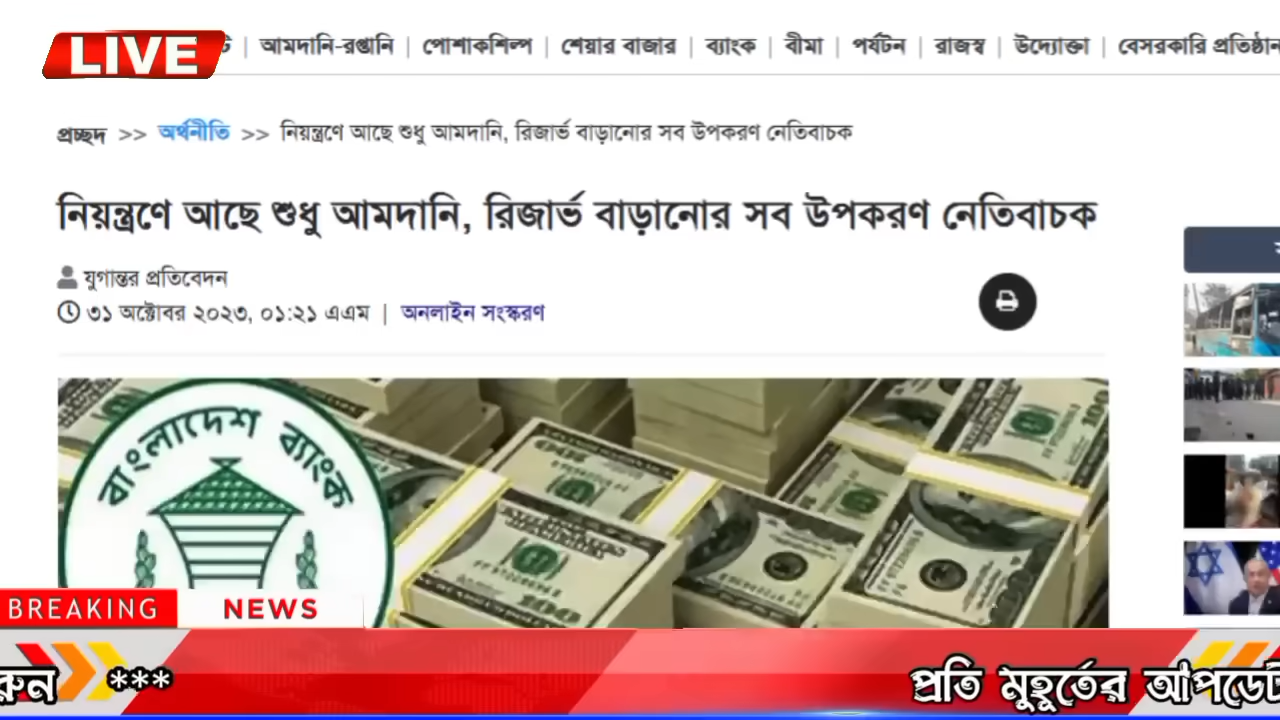 LIVE
আমদানি-রপ্তানি | পোশাকশিল্প | শেয়ার বাজার | ব্যাংক | বীমা | পর্যটন | রাজস্ব | উদ্যোক্তা | বেসরকারি প্রতিষ্ঠান
প্রচ্ছদ >> অর্থনীতি >> নিয়ন্ত্রণে আছে শুধু আমদানি, রিজার্ভ বাড়ানোর সব উপকরণ নেতিবাচক
নিয়ন্ত্রণে আছে শুধু আমদানি, রিজার্ভ বাড়ানোর সব উপকরণ নেতিবাচক
যুগান্তর প্রতিবেদন
৩১ অক্টোবর ২০২৩, ০১:২১ এএম | অনলাইন সংস্করণ
বাংলাদেশ ব্যাংক
100
100
BREAKING NEWS
রুন *** প্রতি মুহূর্তের আপডেট